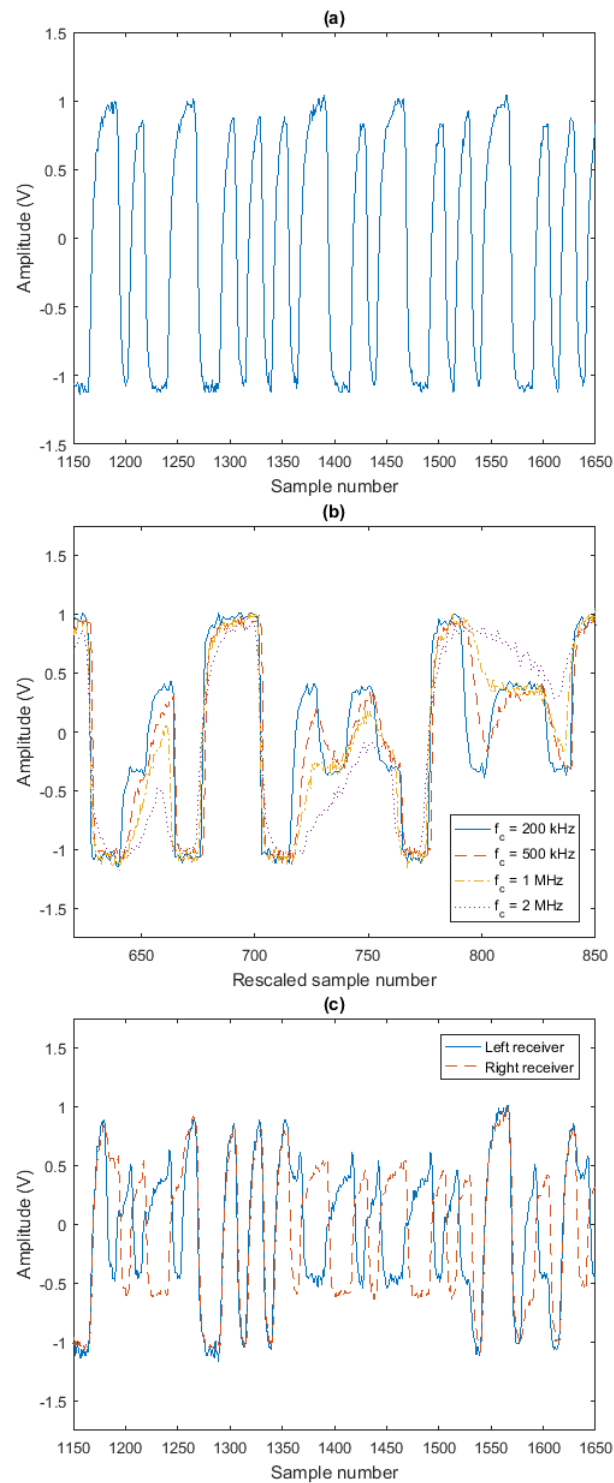 (a)
1
0.5
0
-0.5
-1
-1.5
Amplitude (V)
1150 1200 1250 1300 1350 1400 1450 1500 1550 1600 1650
Sample number
(b)
1.5
1
0.5
0
-0.5
-1
-1.5
Amplitude (V)
f_c = 200 kHz
f_c = 500 kHz
f_c = 1 MHz
f_c = 2 MHz
650 700 750 800 850
Rescaled sample number
(c)
1.5
1
0.5
0
-0.5
-1
-1.5
Amplitude (V)
Left receiver
Right receiver
1150 1200 1250 1300 1350 1400 1450 1500 1550 1600 1650
Sample number